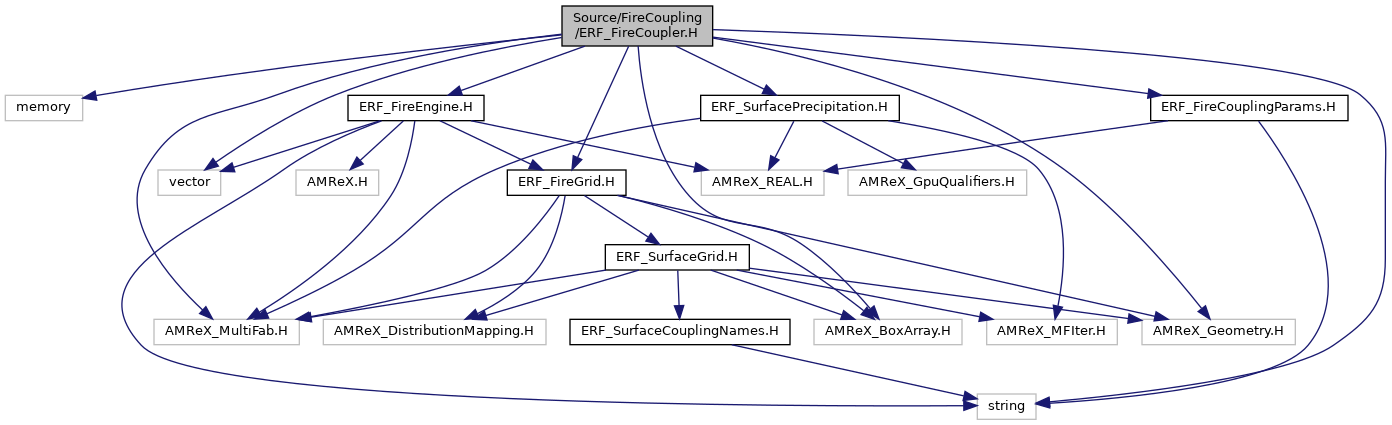 Source/FireCoupling
/ERF_FireCoupler.H
memory
ERF_FireEngine.H
ERF_SurfacePrecipitation.H
ERF_FireCouplingParams.H
vector
AMReX.H
ERF_FireGrid.H
AMReX_REAL.H
AMReX_GpuQualifiers.H
ERF_SurfaceGrid.H
AMReX_MultiFab.H
AMReX_DistributionMapping.H
ERF_SurfaceCouplingNames.H
AMReX_BoxArray.H
AMReX_MFIter.H
AMReX_Geometry.H
string